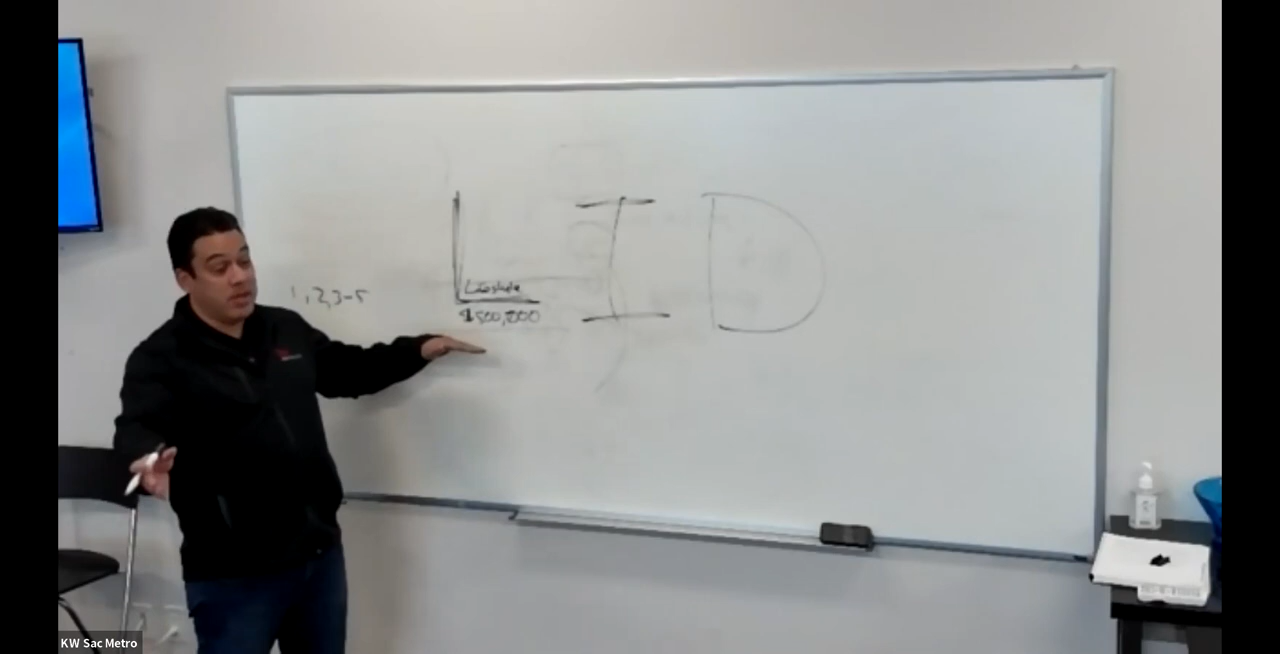 1, 2, 3-5
L I D
Lifestyle
$500,000
KW Sac Metro